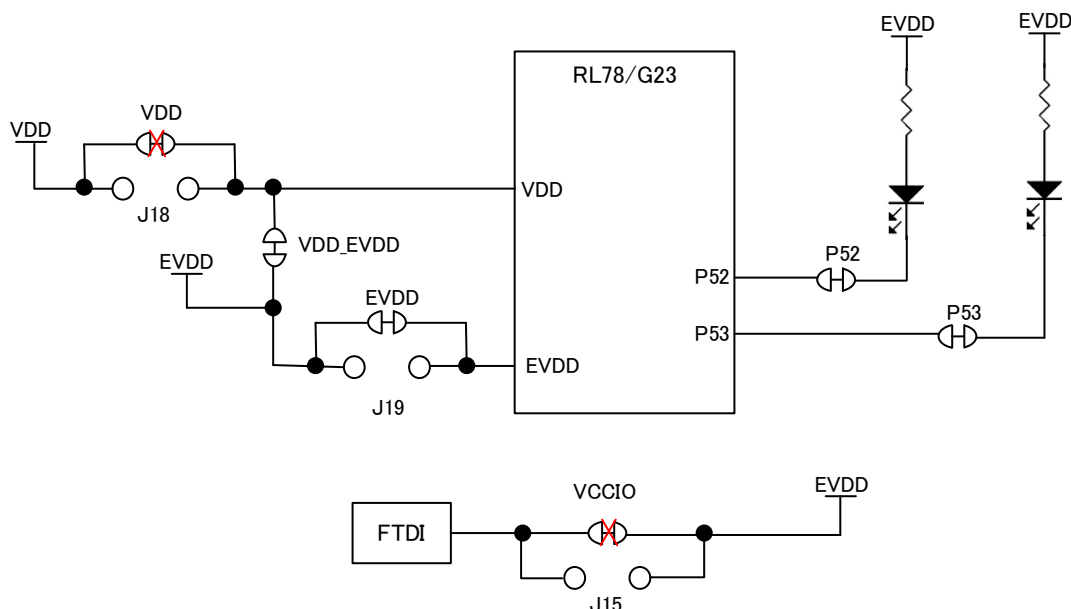 EVDD
EVDD
RL78/G23
VDD
VDD
VDD
J18
VDD_EVDD
EVDD
EVDD
P52
P52
P53
P53
EVDD
J19
VCCIO
EVDD
FTDI
J15